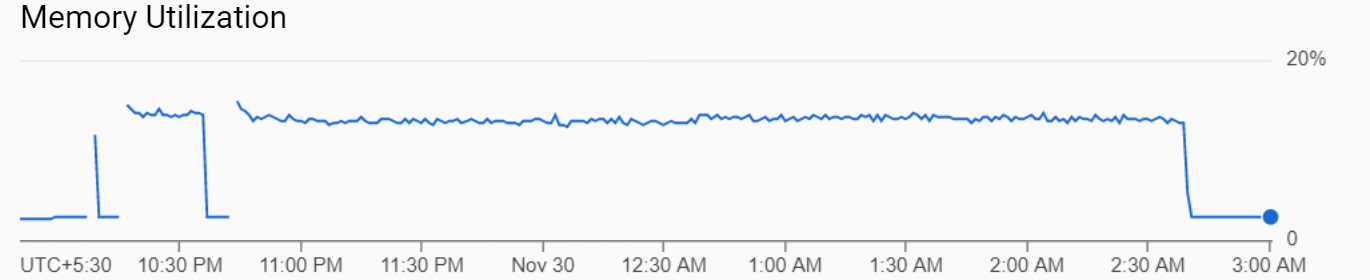 Memory Utilization
20%
0
UTC+5:30 10:30 PM 11:00 PM 11:30 PM Nov 30 12:30 AM 1:00 AM 1:30 AM 2:00 AM 2:30 AM 3:00 AM